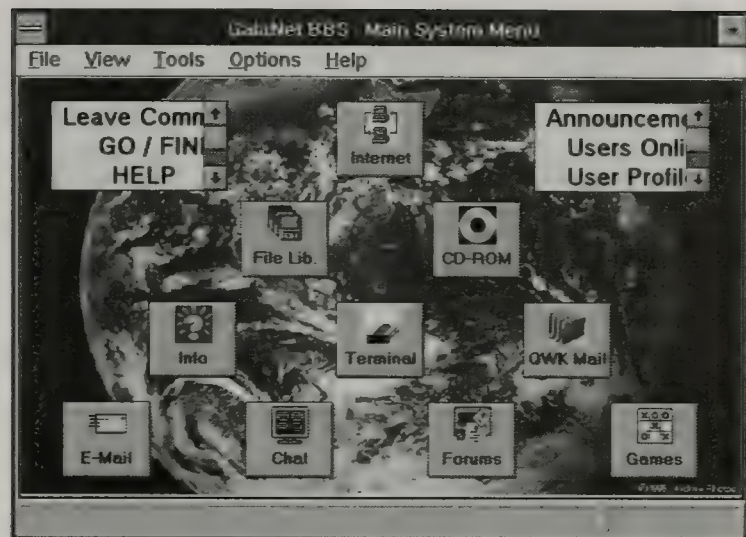 GalaNet BBS - Main System Menu
File View Tools Options Help
Leave Comm
GO / FIN
HELP
Internet
Announceme
Users Onli
User Profil
File Lib.
CD-ROM
Info
Terminal
QWK Mail
E-Mail
Chat
Forums
Games